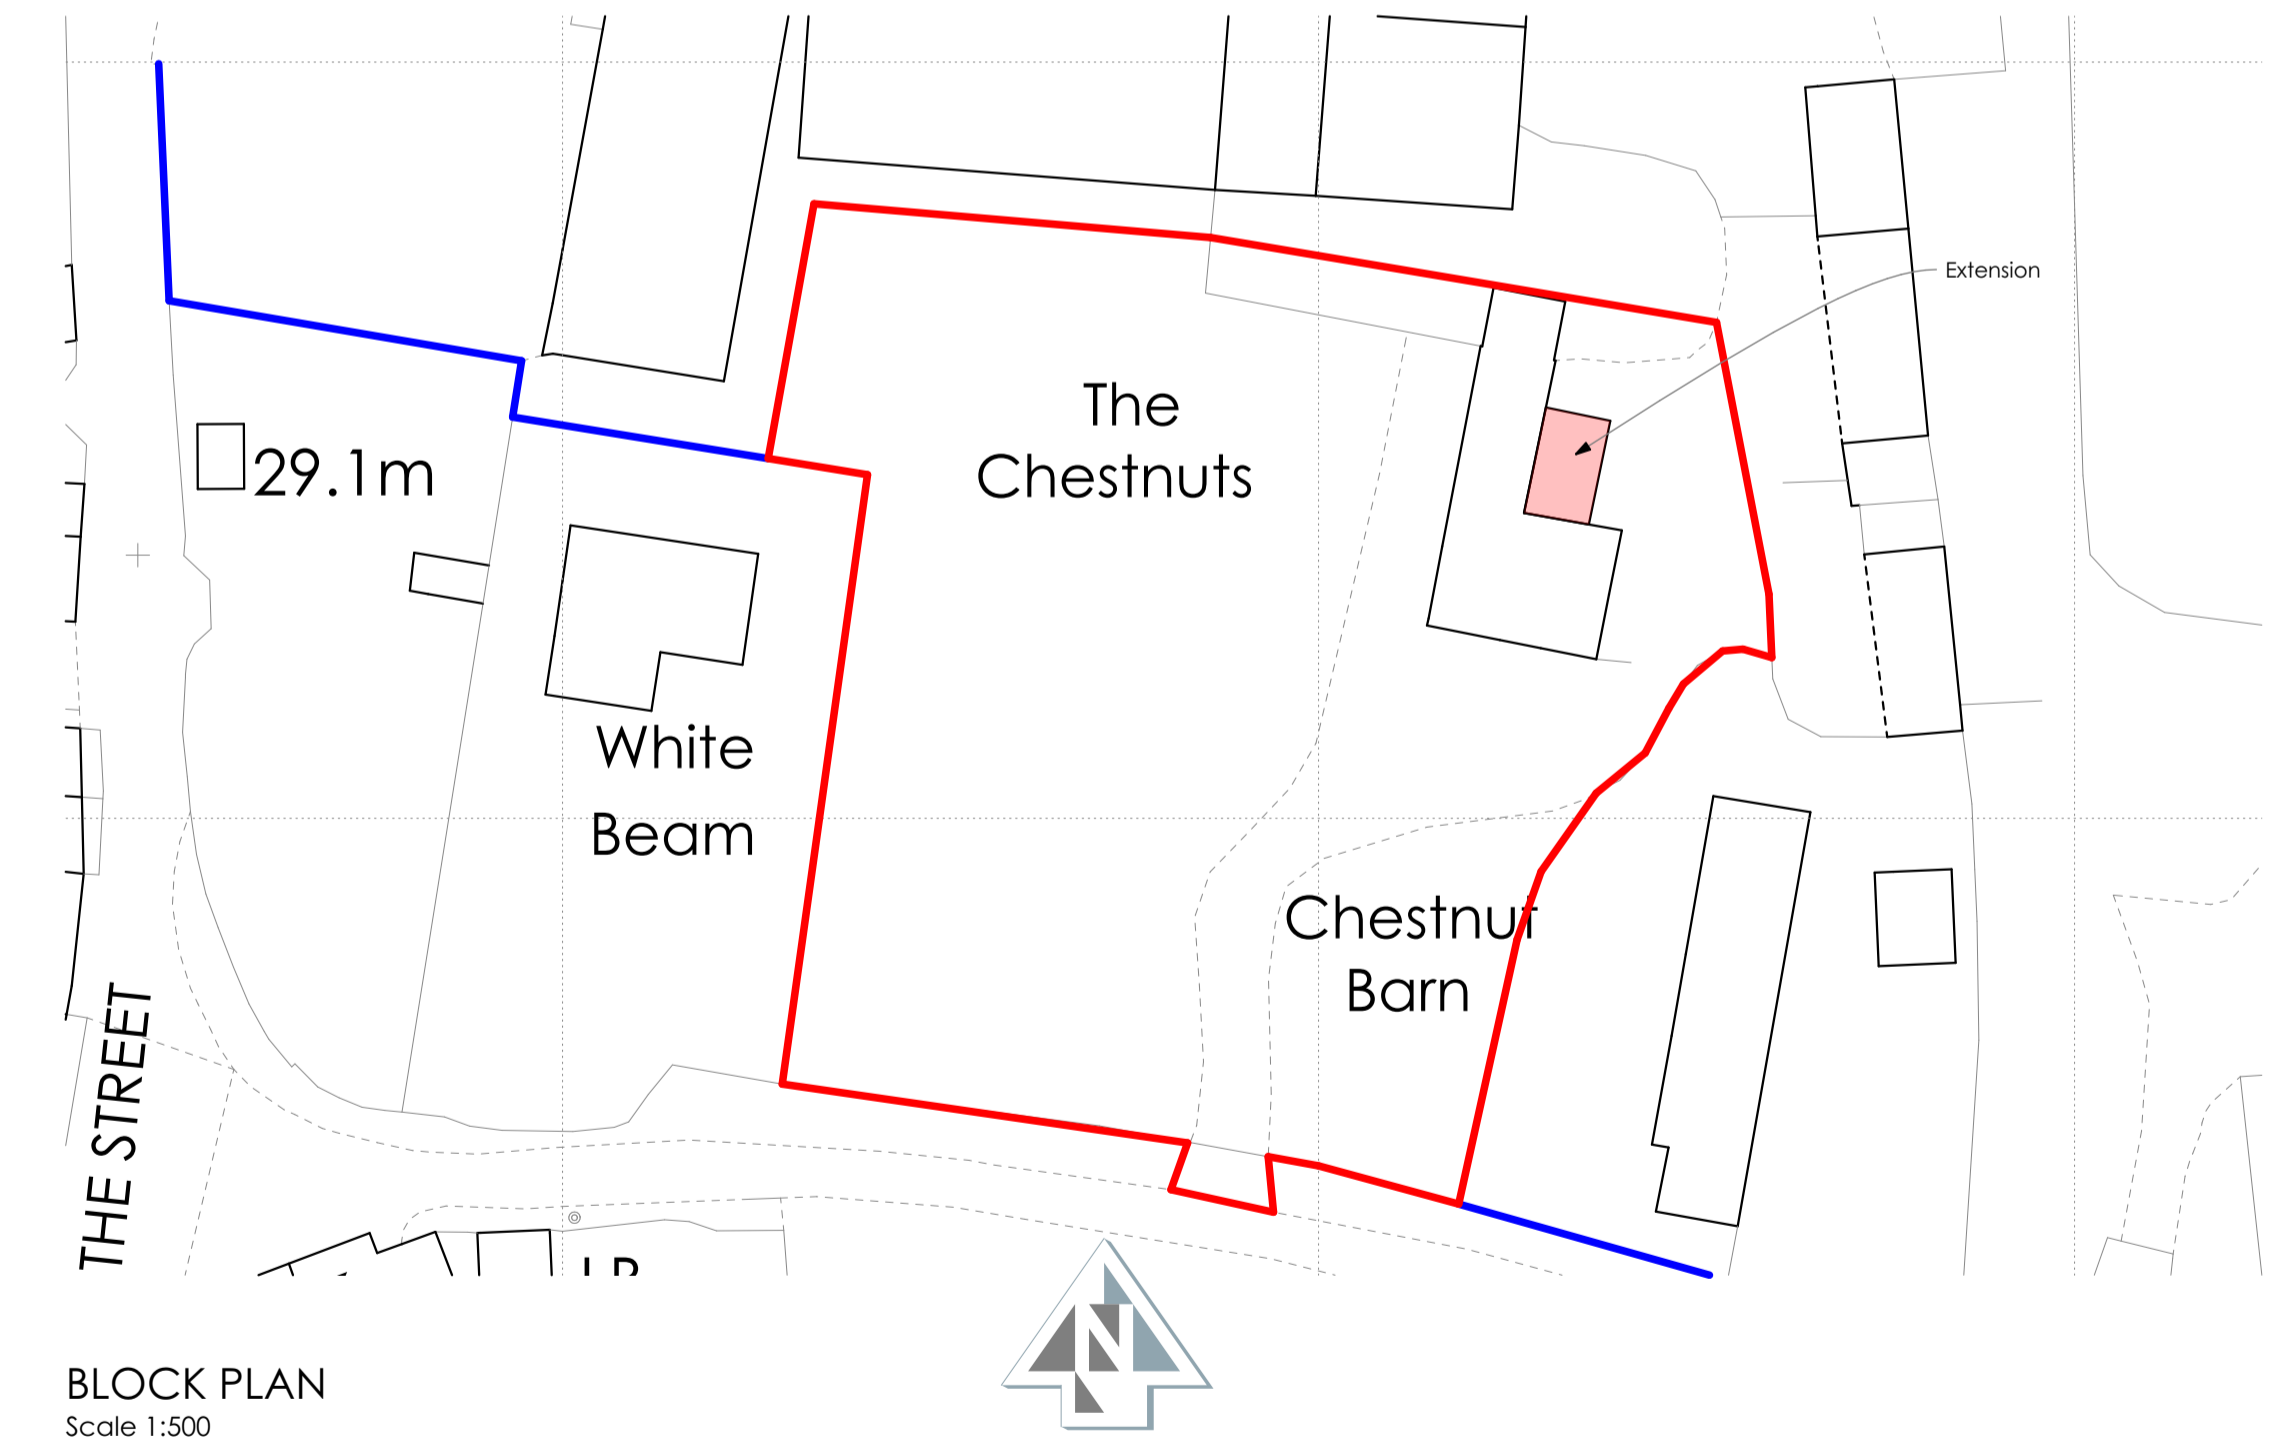 Extension
The
Chestnuts
29.1m
White
Beam
Chestnut
Barn
THE STREET
N
BLOCK PLAN
Scale 1:500